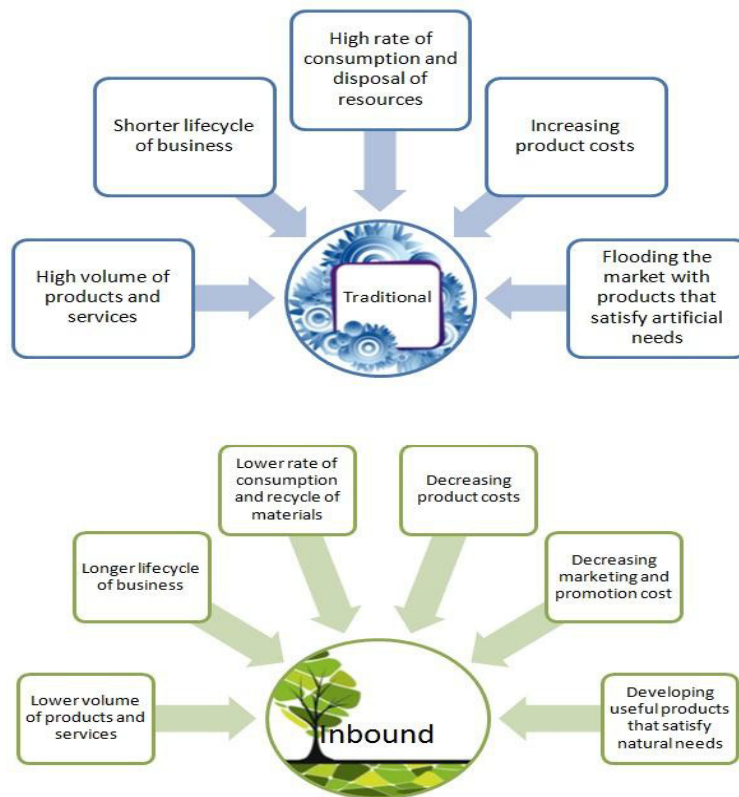 High rate of
consumption and
disposal of
resources
Shorter lifecycle
of business
Increasing
product costs
High volume of
products and
services
Traditional
Flooding the
market with
products that
satisfy artificial
needs
Lower rate of
consumption
and recycle of
materials
Decreasing
product costs
Longer lifecycle
of business
Decreasing
marketing and
promotion cost
Lower volume
of products and
services
Inbound
Developing
useful products
that satisfy
natural needs